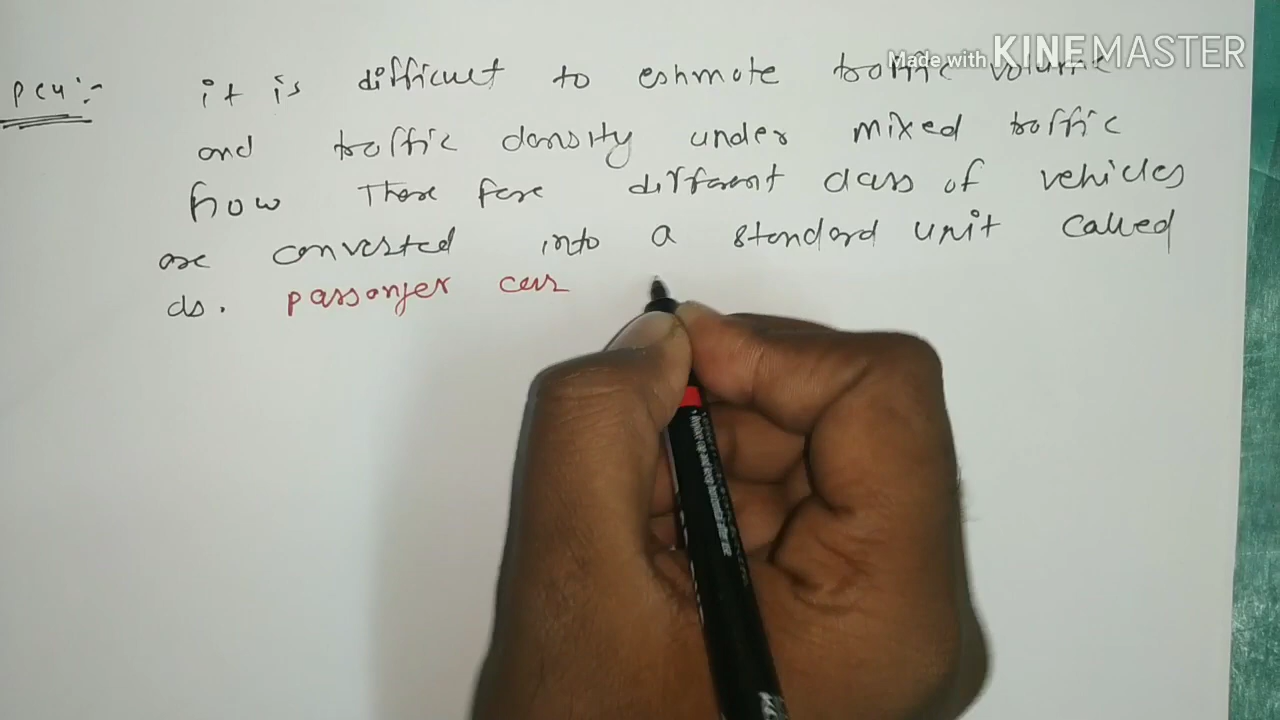 Made with KINEMASTER
PCU :- it is difficult to estimate traffic volume
and traffic density under mixed traffic
flow There fore different class of vehicles
are converted into a standard unit called
as. passenger car